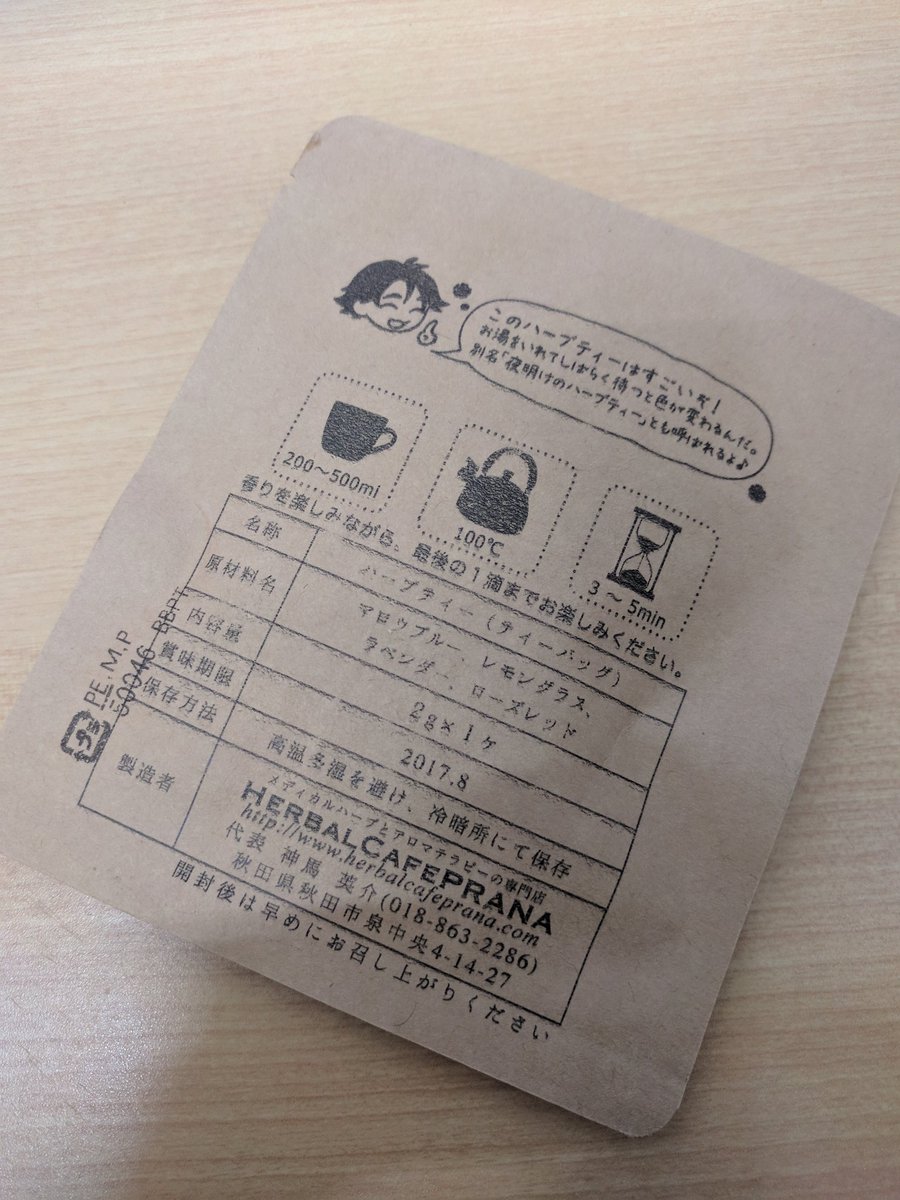 このハーブティーはすごいぞ!
お湯をいれてしばらく待つと色が変わるんだ。
別名「夜明けのハーブティー」とも呼ばれるよ♪
200～500ml
100℃
3～5min
香りを楽しみながら、最後の1滴までお楽しみください。
名称 ハーブティー(ティーバッグ)
原材料名 マロウブルー、レモングラス、
ラベンダー、ローズレッド
内容量 2g×1ケ
賞味期限 2017.8
保存方法 高温多湿を避け、冷暗所にて保存
製造者 メディカルハーブとアロマテラピーの専門店
HERBALCAFEPRANA
http://www.herbalcafeprana.com
代表 神馬 英介(018-863-2286)
秋田県秋田市泉中央4-14-27
開封後は早めにお召し上がりください
プラ
PE.M.P
50046 BBPT